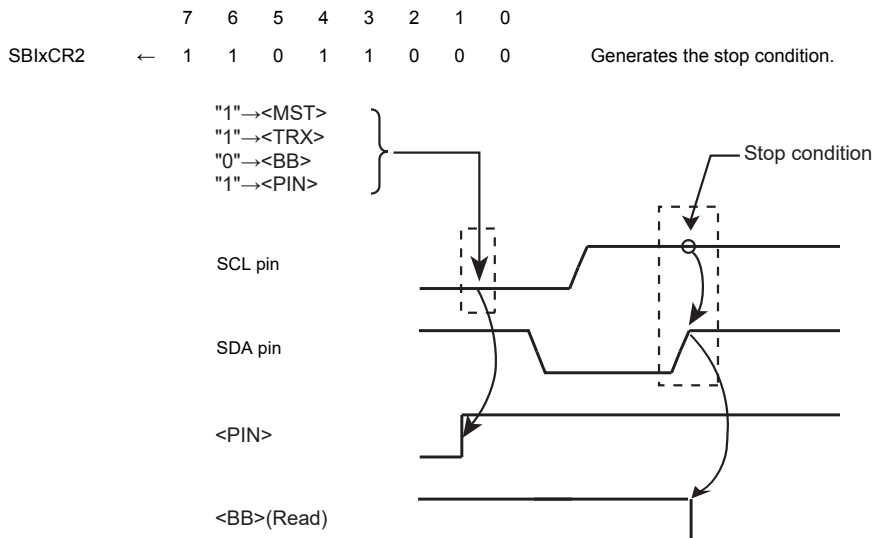 7 6 5 4 3 2 1 0
SBIxCR2 ← 1 1 0 1 1 0 0 0 Generates the stop condition.
"1"→<MST>
"1"→<TRX>
"0"→<BB>
"1"→<PIN>
Stop condition
SCL pin
SDA pin
<PIN>
<BB>(Read)